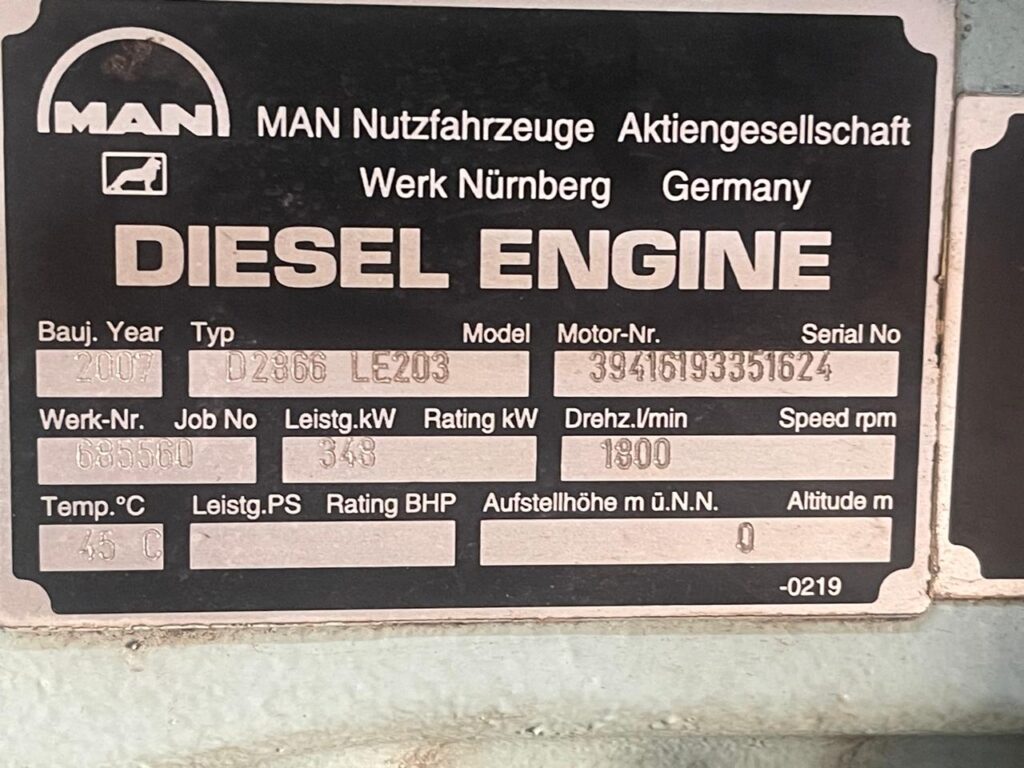 MAN
MAN Nutzfahrzeuge Aktiengesellschaft
Werk Nürnberg Germany
DIESEL ENGINE
Bauj. Year Typ Model Motor-Nr. Serial No
2007 D2866 LE203 39416193351624
Werk-Nr. Job No Leistg.kW Rating kW Drehz.l/min Speed rpm
685560 348 1800
Temp.°C Leistg.PS Rating BHP Aufstellhöhe m ü.N.N. Altitude m
45 C 0
-0219